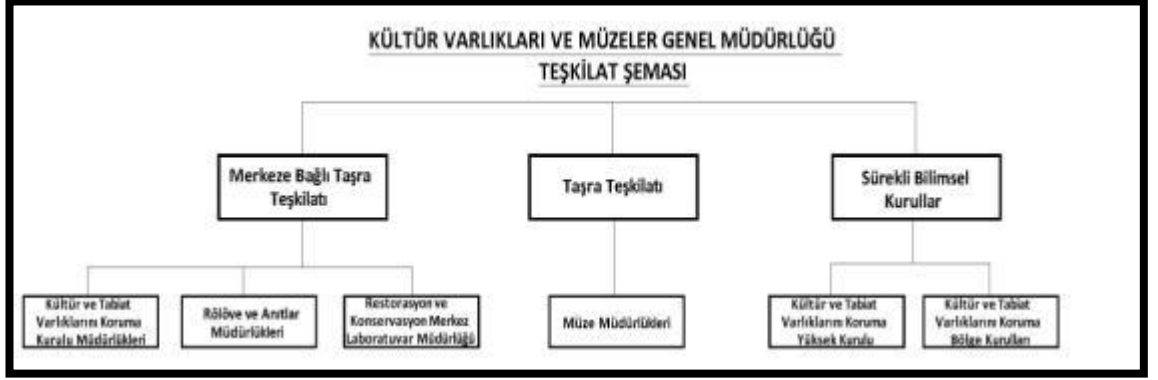 KÜLTÜR VARLIKLARI VE MÜZELER GENEL MÜDÜRLÜĞÜ
TEŞKİLAT ŞEMASI
Merkeze Bağlı Taşra
Teşkilatı
Taşra Teşkilatı
Sürekli Bilimsel
Kurullar
Kültür ve Tabiat
Varlıklarını Koruma
Kurulu Müdürlükleri
Rölöve ve Anıtlar
Müdürlükleri
Restorasyon ve
Konservasyon Merkez
Laboratuvar Müdürlüğü
Müze Müdürlükleri
Kültür ve Tabiat
Varlıklarını Koruma
Yüksek Kurulu
Kültür ve Tabiat
Varlıklarını Koruma
Bölge Kurulları